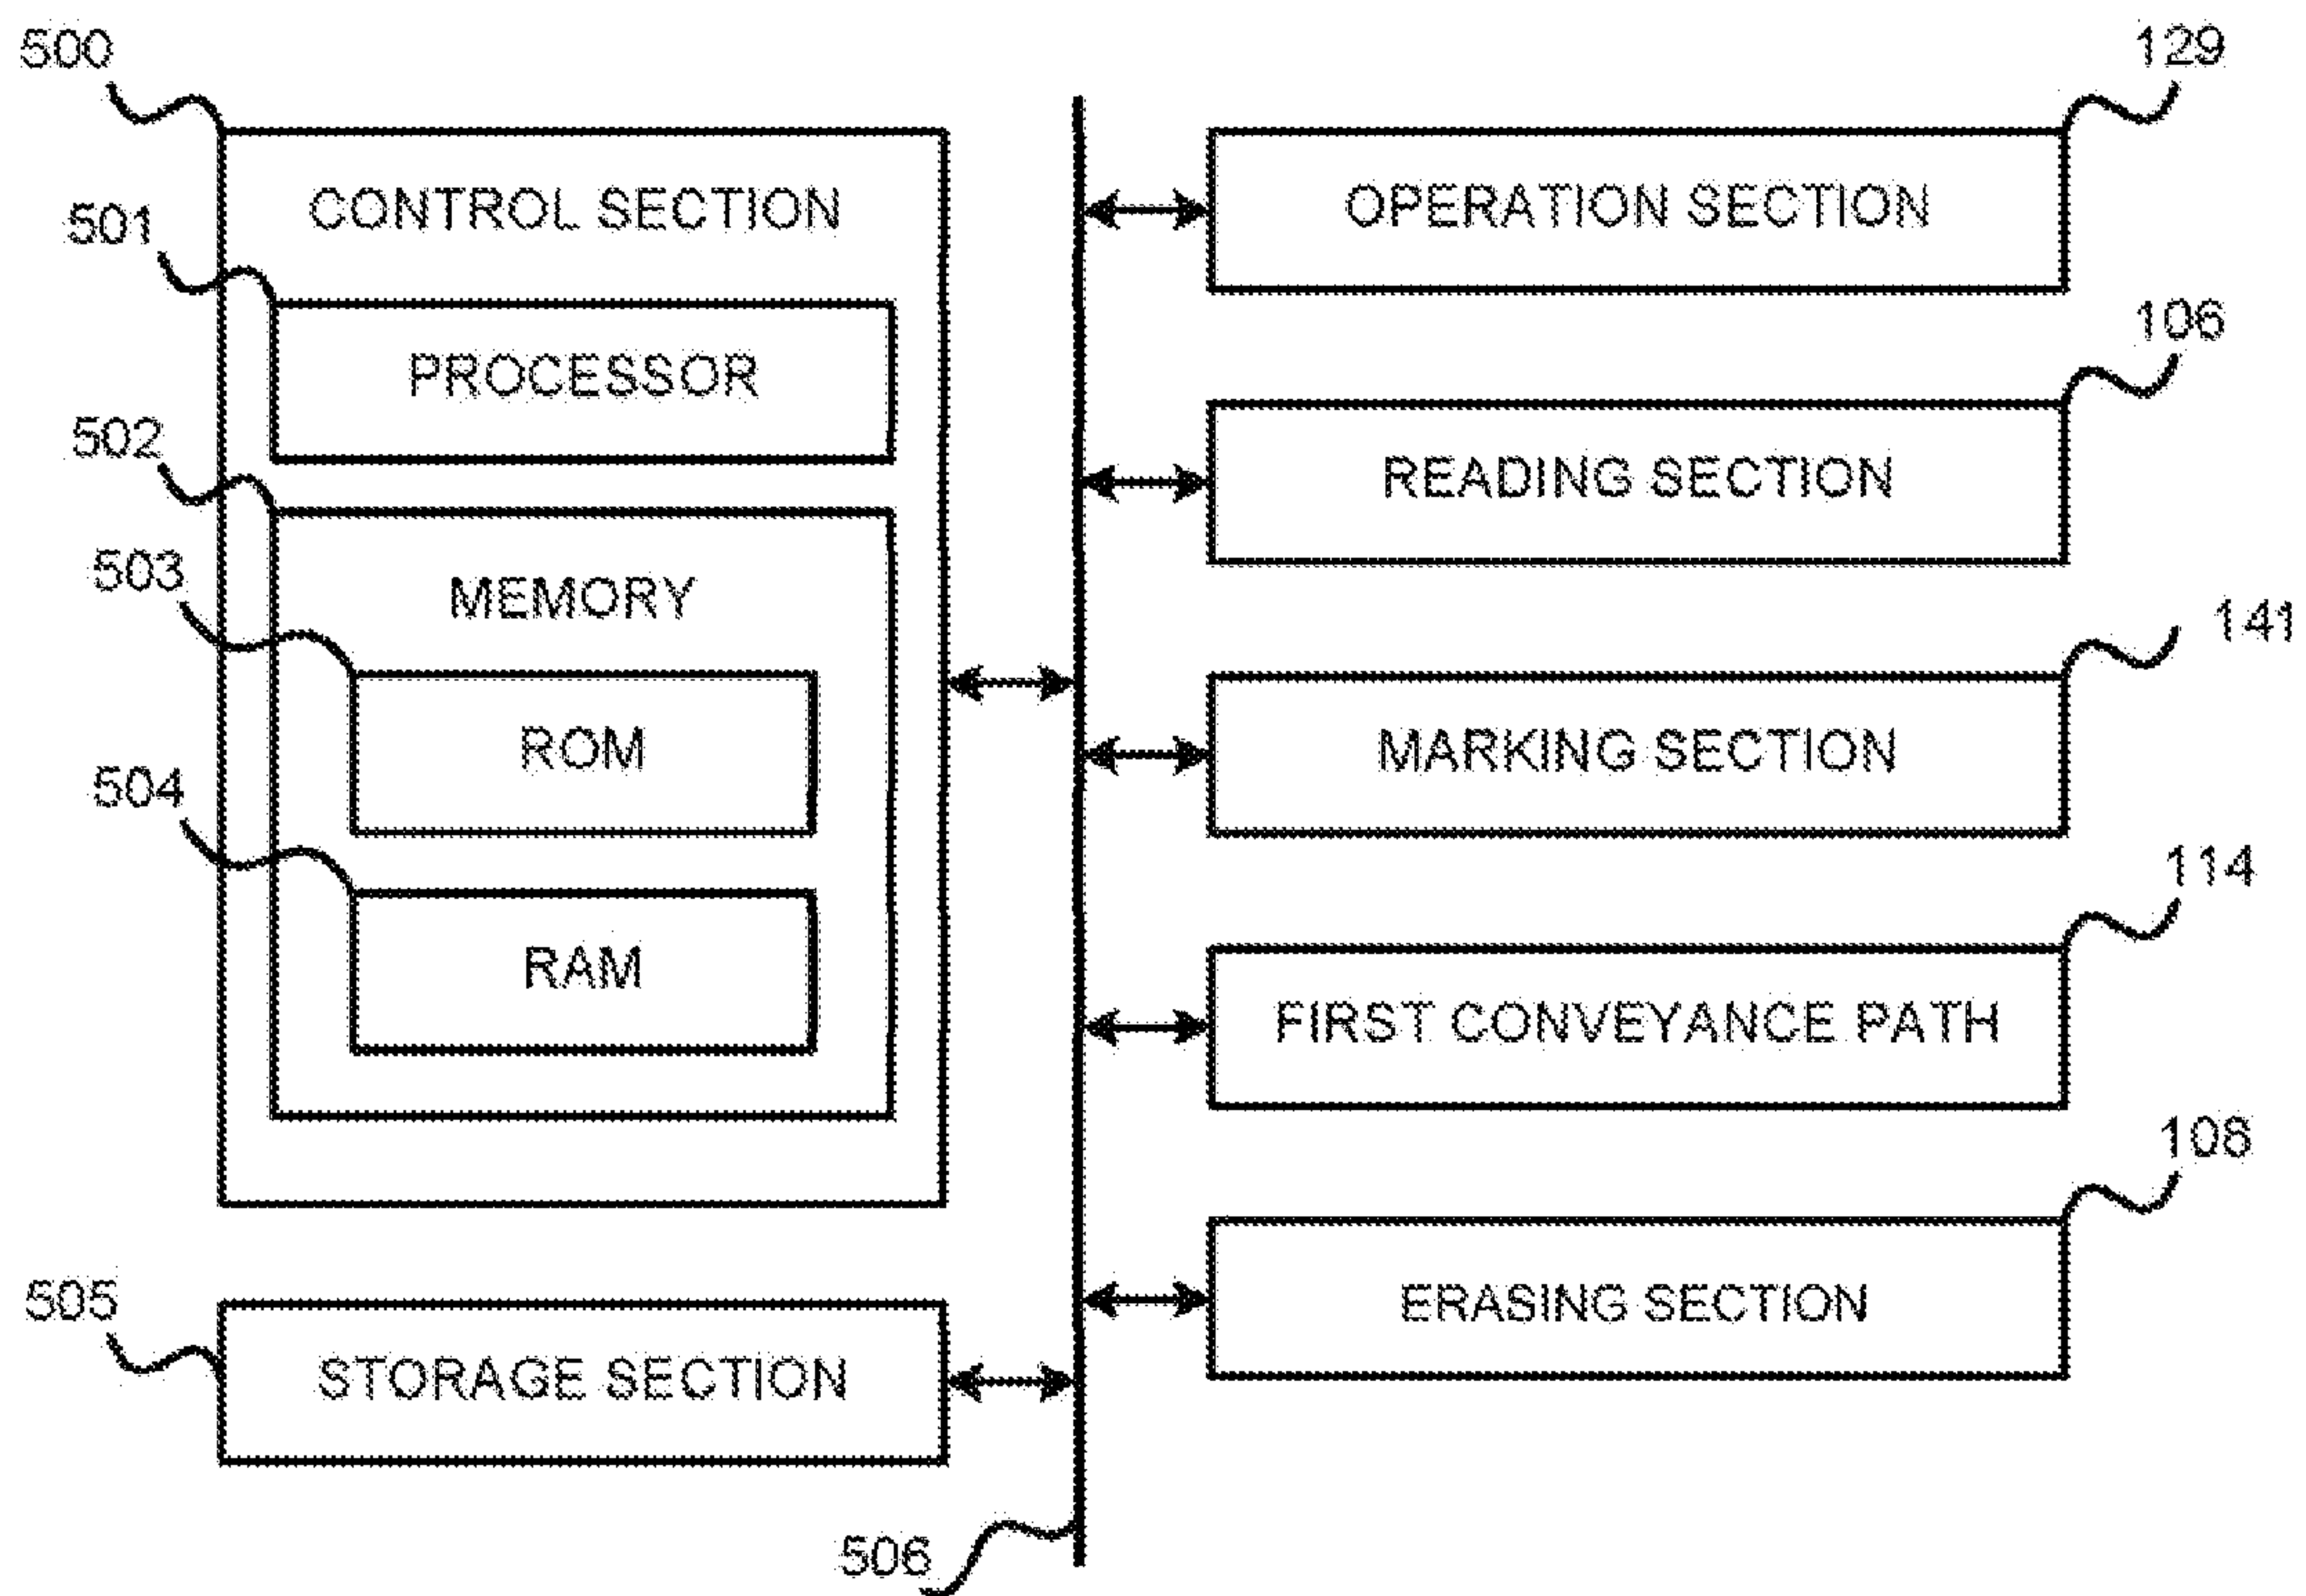 500
129
CONTROL SECTION
OPERATION SECTION
501
PROCESSOR
106
READING SECTION
502
MEMORY
503
ROM
141
MARKING SECTION
504
RAM
114
FIRST CONVEYANCE PATH
108
ERASING SECTION
505
STORAGE SECTION
506